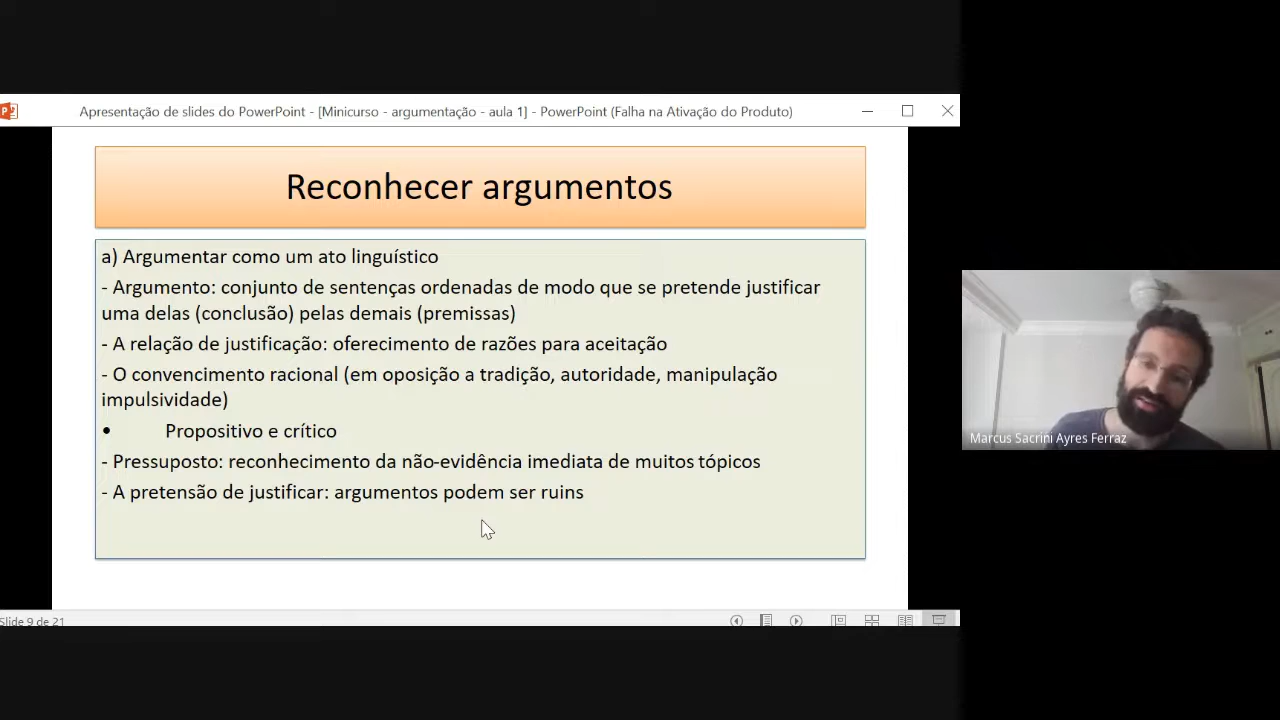 Apresentação de slides do PowerPoint - [Minicurso - argumentação - aula 1] - PowerPoint (Falha na Ativação do Produto)
Reconhecer argumentos
a) Argumentar como um ato linguístico
- Argumento: conjunto de sentenças ordenadas de modo que se pretende justificar
uma delas (conclusão) pelas demais (premissas)
- A relação de justificação: oferecimento de razões para aceitação
- O convencimento racional (em oposição a tradição, autoridade, manipulação
impulsividade)
• Propositivo e crítico
- Pressuposto: reconhecimento da não-evidência imediata de muitos tópicos
- A pretensão de justificar: argumentos podem ser ruins
Marcus Sacrini Ayres Ferraz
Slide 9 de 21